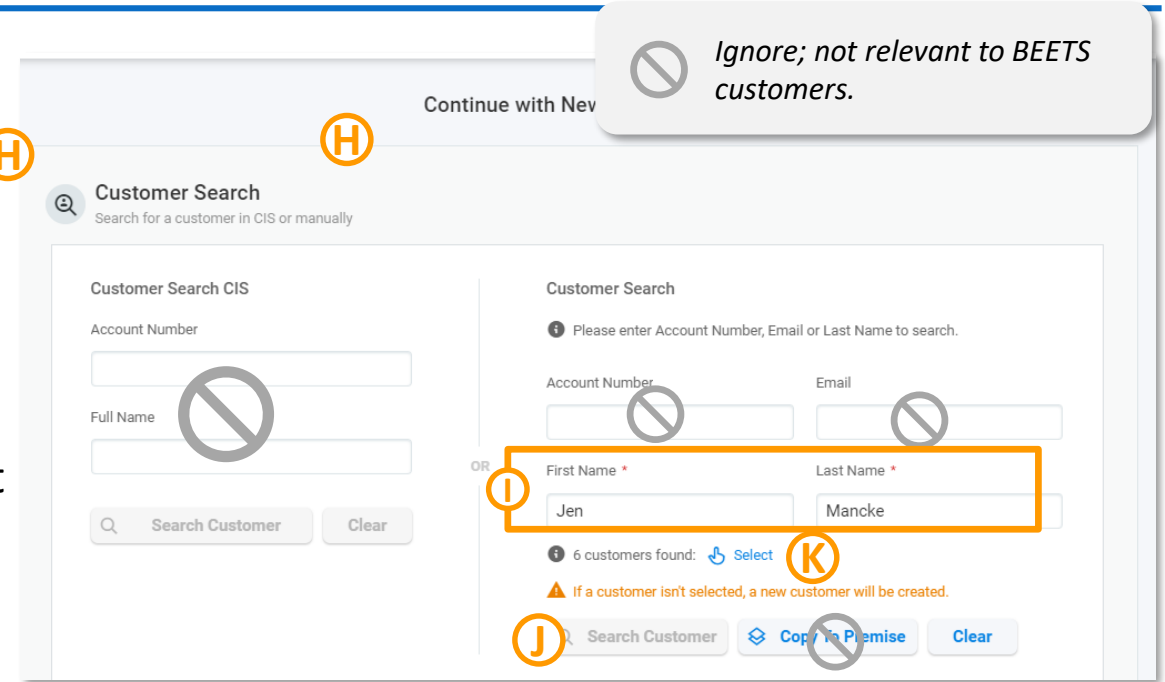 Ignore; not relevant to BEETS
customers.
Continue with New
H
H
Customer Search
Search for a customer in CIS or manually
Customer Search CIS
Account Number
Full Name
Search Customer
Clear
OR
Customer Search
Please enter Account Number, Email or Last Name to search.
Account Number
Email
I
First Name *
Last Name *
Jen
Mancke
6 customers found:
Select
K
If a customer isn't selected, a new customer will be created.
J
Search Customer
Copy To Premise
Clear